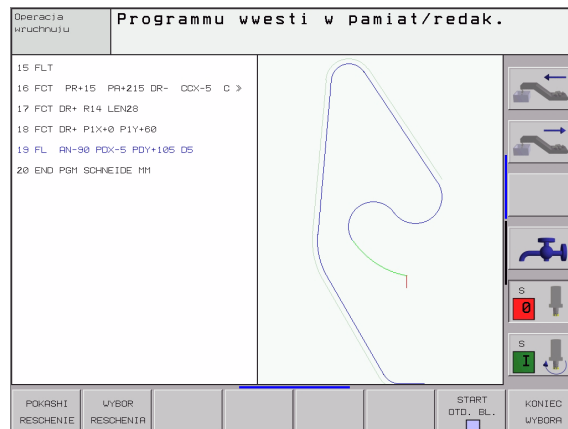 Operacja
wruchnuju
Programmu wwesti w pamiat/redak.
15 FLT
16 FCT PR+15 PA+215 DR- CCX-5 C »
17 FCT DR+ R14 LEN28
18 FCT DR+ P1X+0 P1Y+60
19 FL AN-90 PDX-5 PDY+105 D5
20 END PGM SCHNEIDE MM
S
0
S
I
POKASHI
RESCHENIE
WYBOR
RESCHENIA
START
OTD. BL.
KONIEC
WYBORA